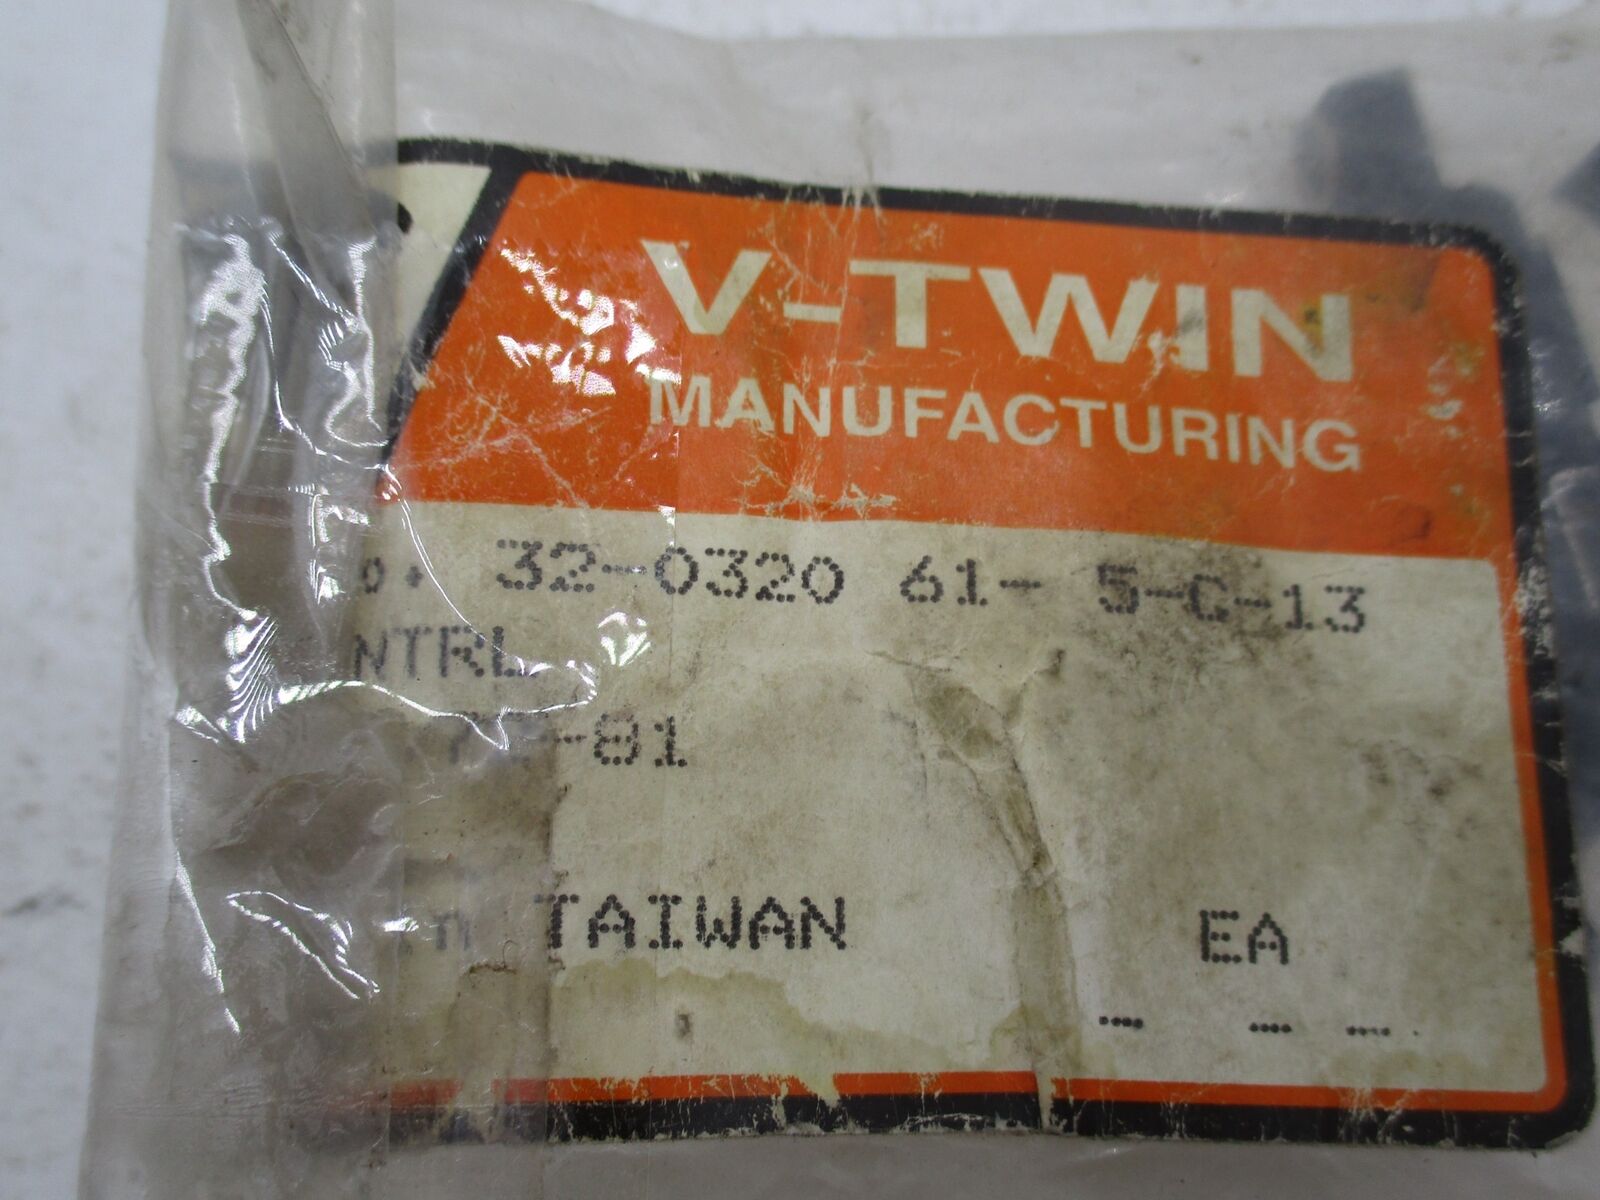 V-TWIN
MANUFACTURING
o. 32-0320 61- 5-G-13
NTRL
-81
TAIWAN EA